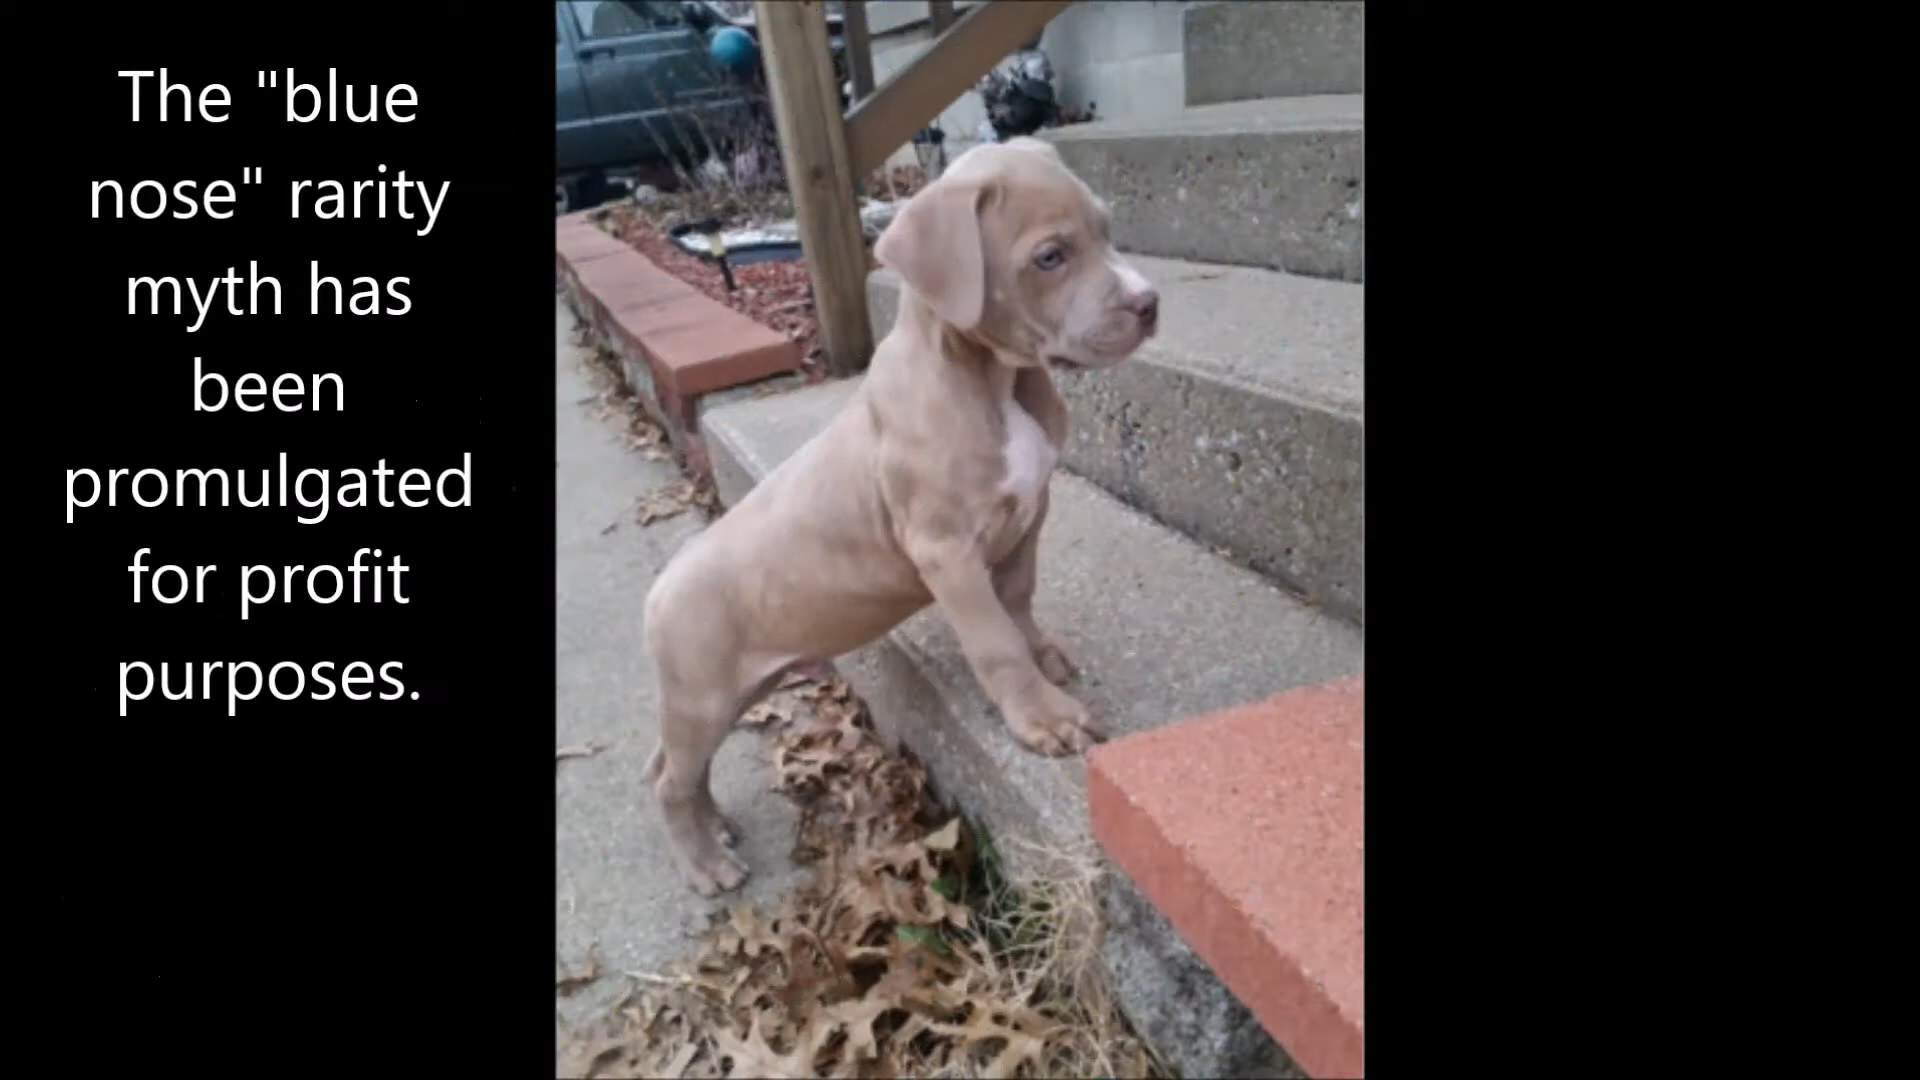 The "blue
nose" rarity
myth has
been
promulgated
for profit
purposes.